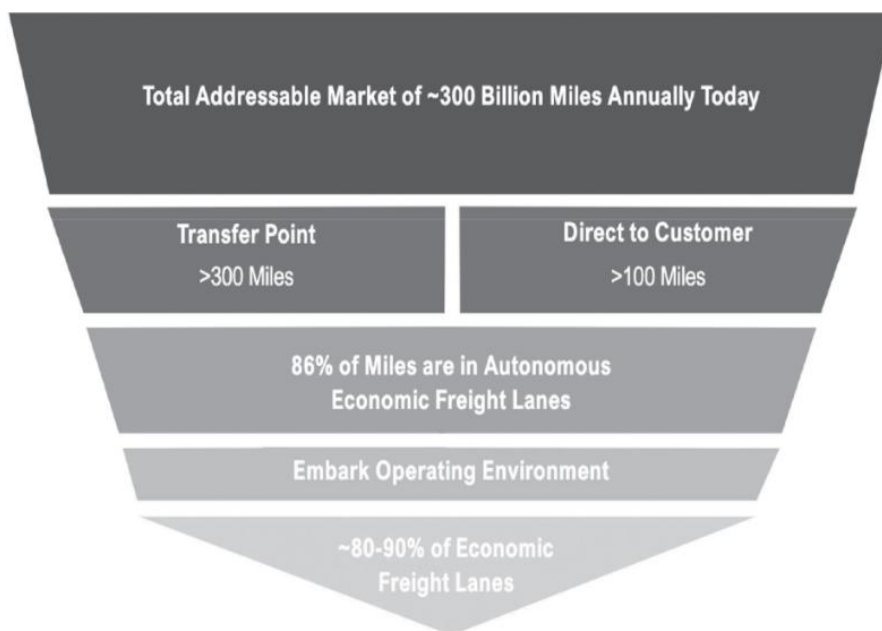 Total Addressable Market of ~300 Billion Miles Annually Today
Transfer Point
>300 Miles
Direct to Customer
>100 Miles
86% of Miles are in Autonomous
Economic Freight Lanes
Embark Operating Environment
~80-90% of Economic
Freight Lanes